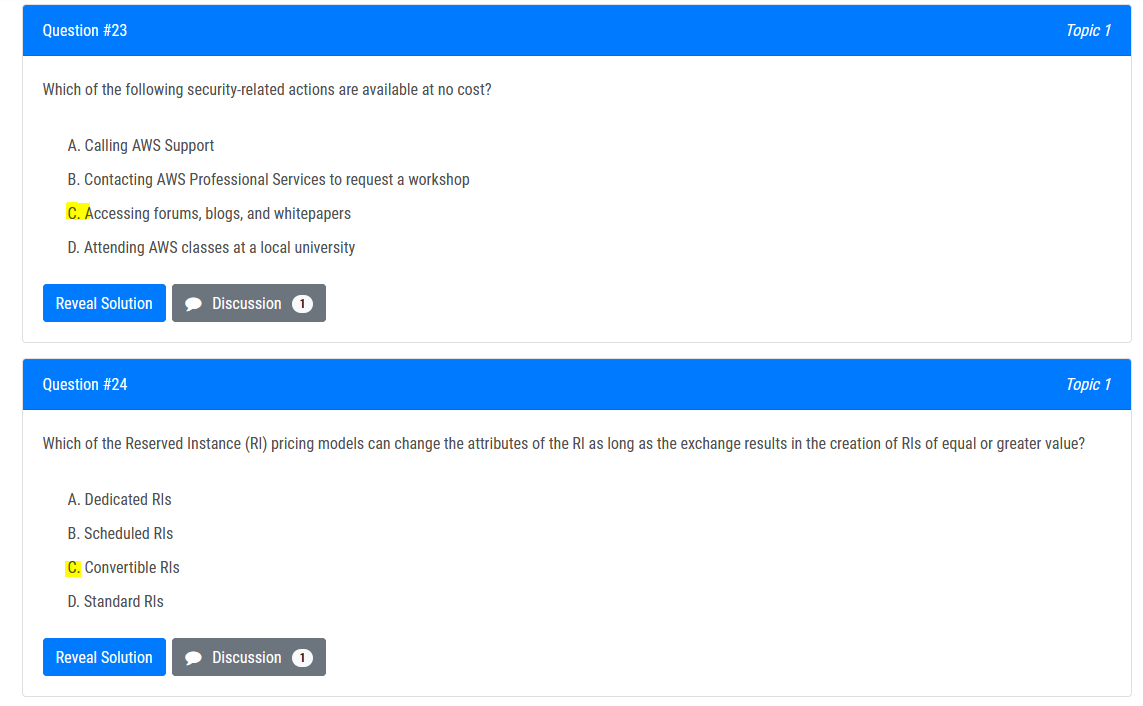 Question #23
Topic 1
Which of the following security-related actions are available at no cost?
A. Calling AWS Support
B. Contacting AWS Professional Services to request a workshop
C. Accessing forums, blogs, and whitepapers
D. Attending AWS classes at a local university
Reveal Solution
Discussion 1
Question #24
Topic 1
Which of the Reserved Instance (RI) pricing models can change the attributes of the RI as long as the exchange results in the creation of RIs of equal or greater value?
A. Dedicated RIs
B. Scheduled RIs
C. Convertible RIs
D. Standard RIs
Reveal Solution
Discussion 1